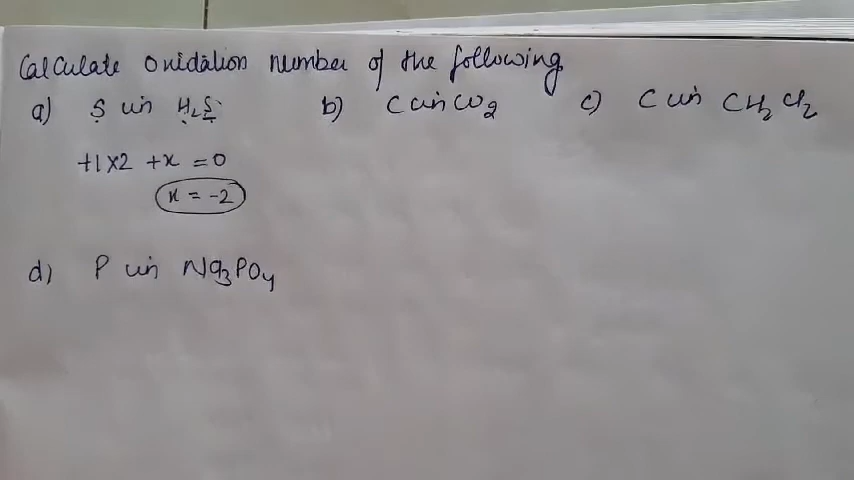 Calculate Oxidation number of the following
a) S in H2S b) C in CO2 c) C in CH2Cl2
+1×2 +x = 0
x = -2
d) P in Na3PO4